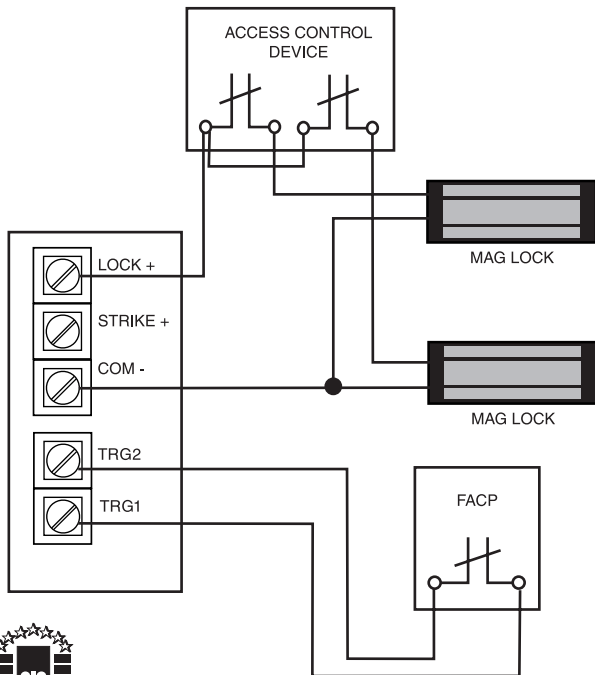 ACCESS CONTROL
DEVICE
MAG LOCK
LOCK +
STRIKE +
COM -
MAG LOCK
TRG2
TRG1
FACP